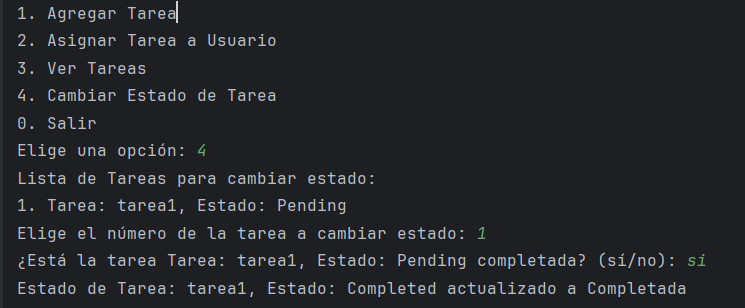 1. Agregar Tarea
2. Asignar Tarea a Usuario
3. Ver Tareas
4. Cambiar Estado de Tarea
0. Salir
Elige una opción: 4
Lista de Tareas para cambiar estado:
1. Tarea: tarea1, Estado: Pending
Elige el número de la tarea a cambiar estado: 1
¿Está la tarea Tarea: tarea1, Estado: Pending completada? (sí/no): si
Estado de Tarea: tarea1, Estado: Completed actualizado a Completada